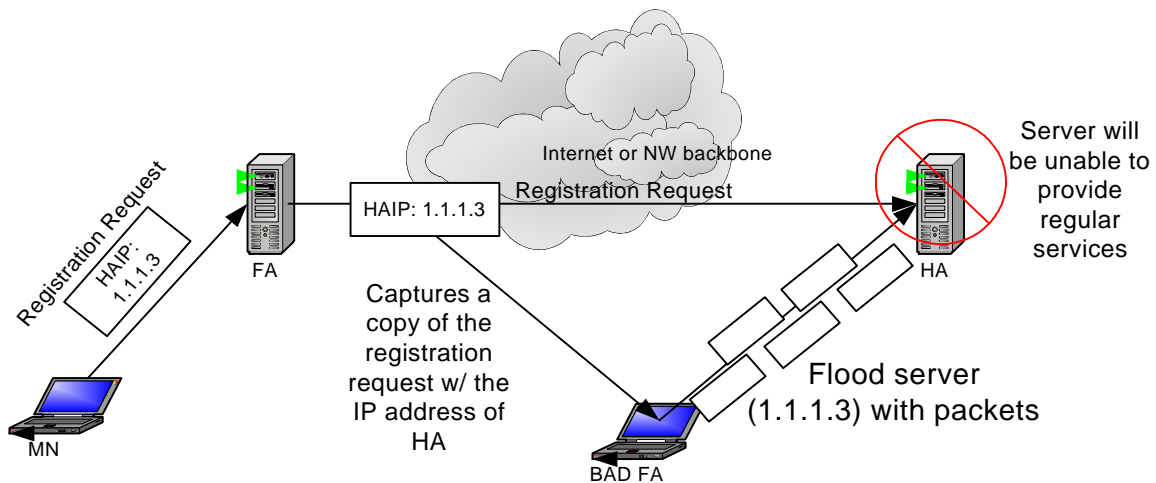 Internet or NW backbone
Registration Request
HAIP: 1.1.1.3
Server will
be unable to
provide
regular
services
Registration Request
HAIP:
1.1.1.3
FA
HA
Captures a
copy of the
registration
request w/ the
IP address of
HA
Flood server
(1.1.1.3) with packets
MN
BAD FA